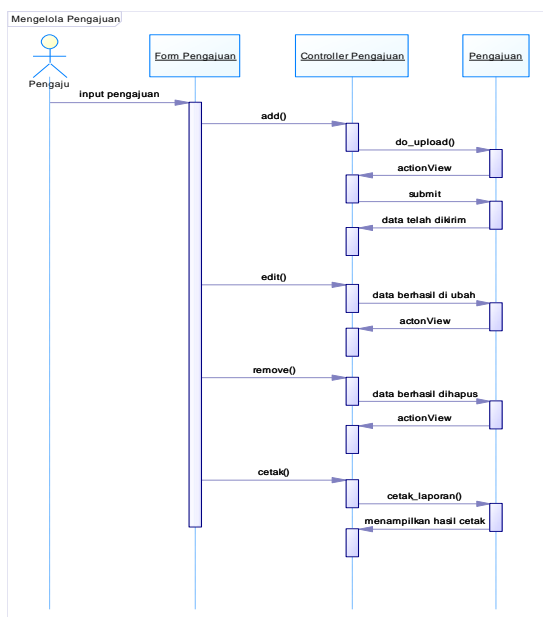 Mengelola Pengajuan
Form Pengajuan
Controller Pengajuan
Pengajuan
Pengaju
input pengajuan
add()
do_upload()
actionView
submit
data telah dikirim
edit()
data berhasil di ubah
actonView
remove()
data berhasil dihapus
actionView
cetak()
cetak_laporan()
menampilkan hasil cetak